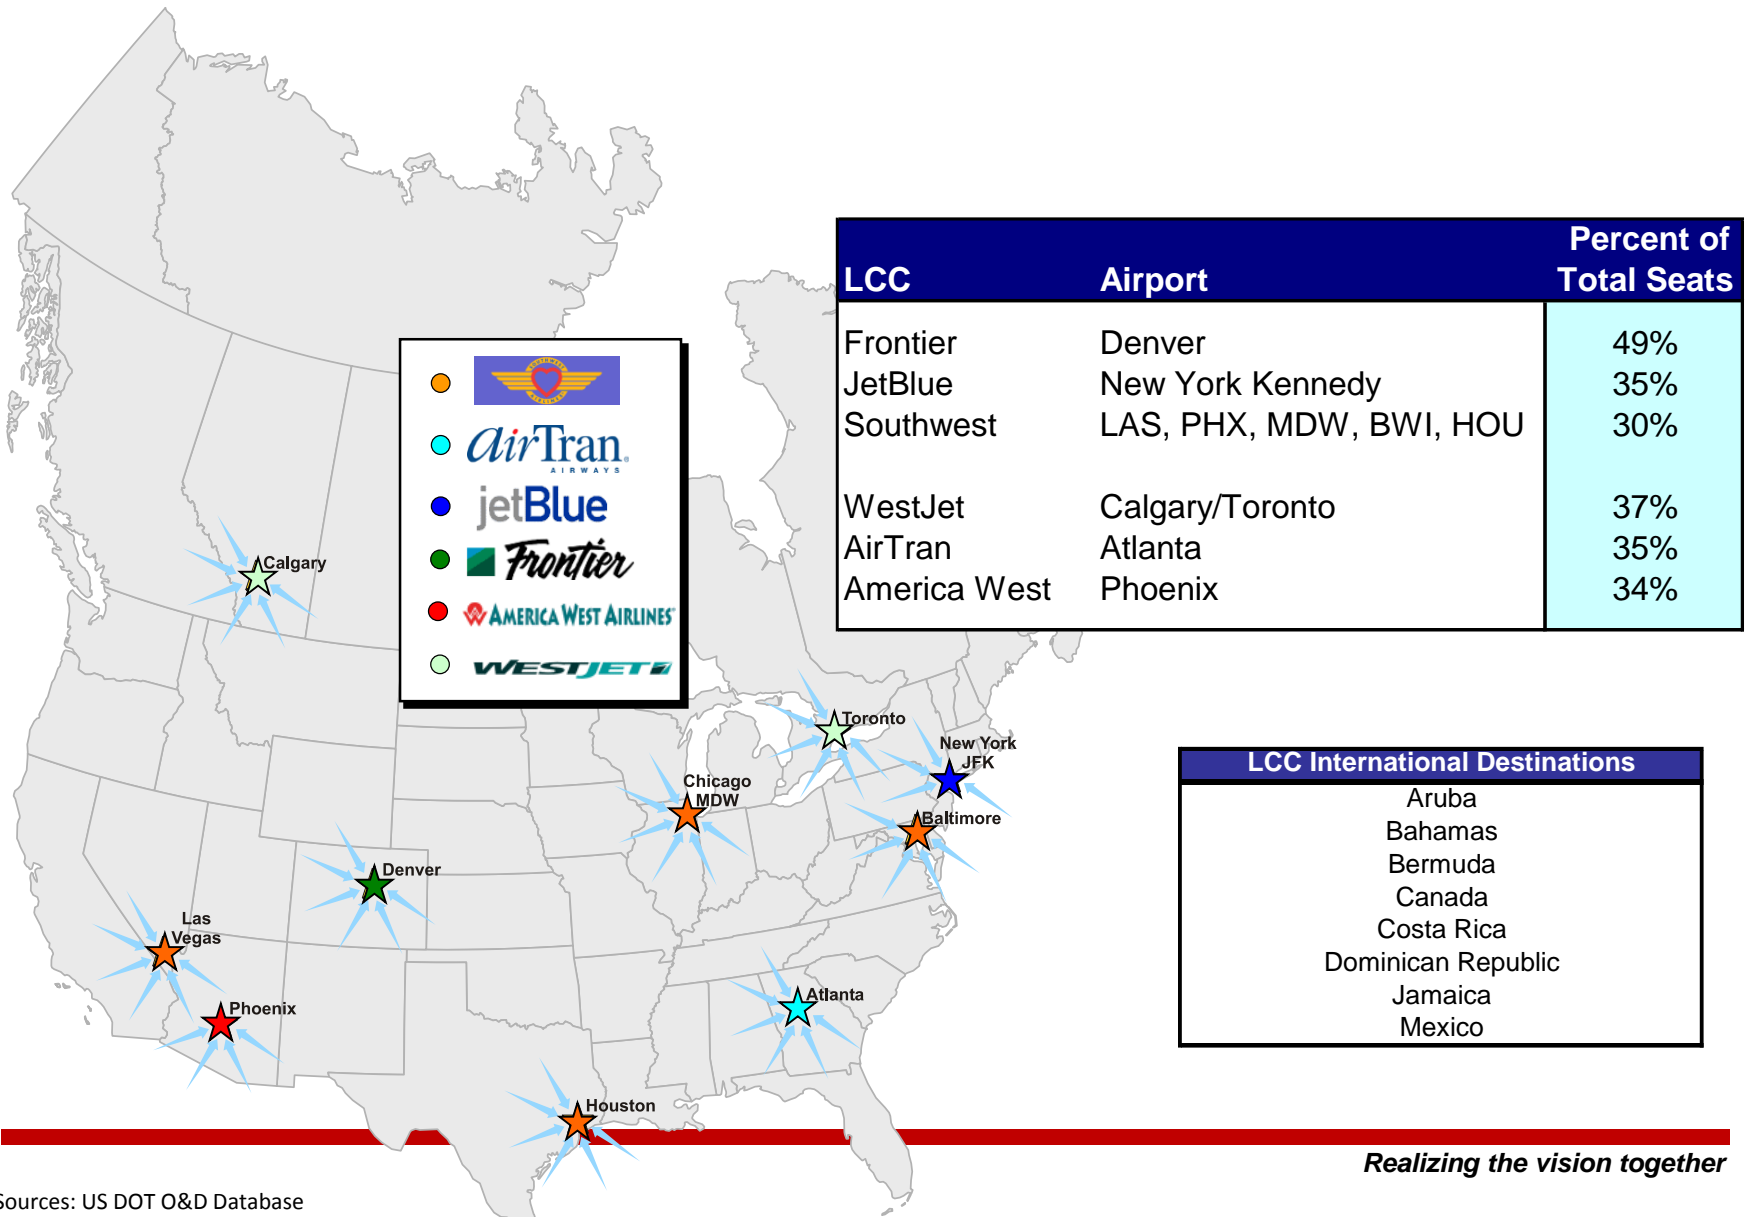 LCC Airport Percent of Total Seats
Frontier Denver 49%
JetBlue New York Kennedy 35%
Southwest LAS, PHX, MDW, BWI, HOU 30%
WestJet Calgary/Toronto 37%
AirTran Atlanta 35%
America West Phoenix 34%
SOUTHWEST
AIRLINES
airTran
AIRWAYS
jetBlue
Frontier
AMERICA WEST AIRLINES
WESTJET
Calgary
Toronto
New York
JFK
Chicago
MDW
Baltimore
Denver
Las
Vegas
Phoenix
Atlanta
Houston
LCC International Destinations
Aruba
Bahamas
Bermuda
Canada
Costa Rica
Dominican Republic
Jamaica
Mexico
Realizing the vision together
Sources: US DOT O&D Database